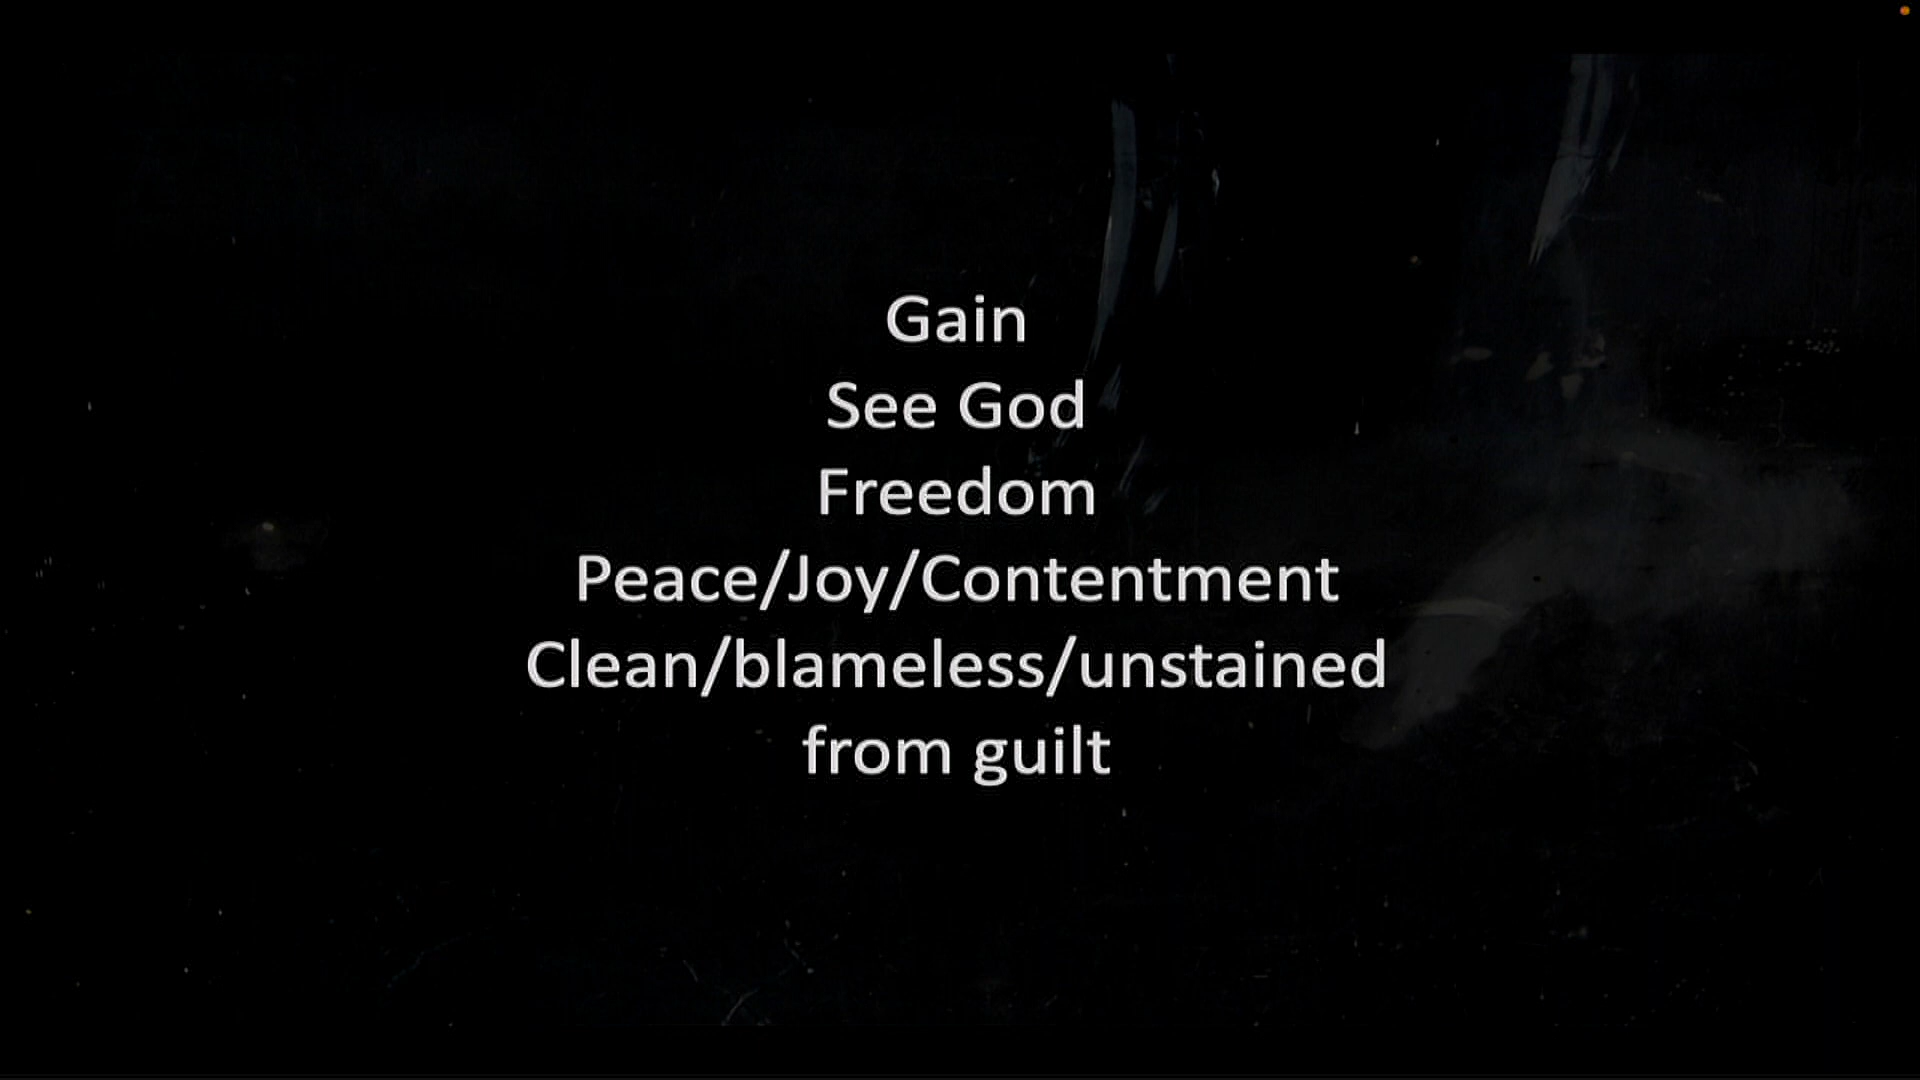 Gain
See God
Freedom
Peace/Joy/Contentment
Clean/blameless/unstained
from guilt